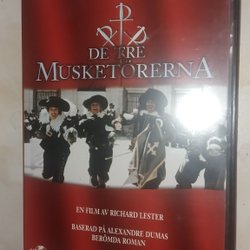 DE TRE
MUSKETÖRERNA
EN FILM AV RICHARD LESTER
BASERAD PÅ ALEXANDRE DUMAS
BERÖMDA ROMAN